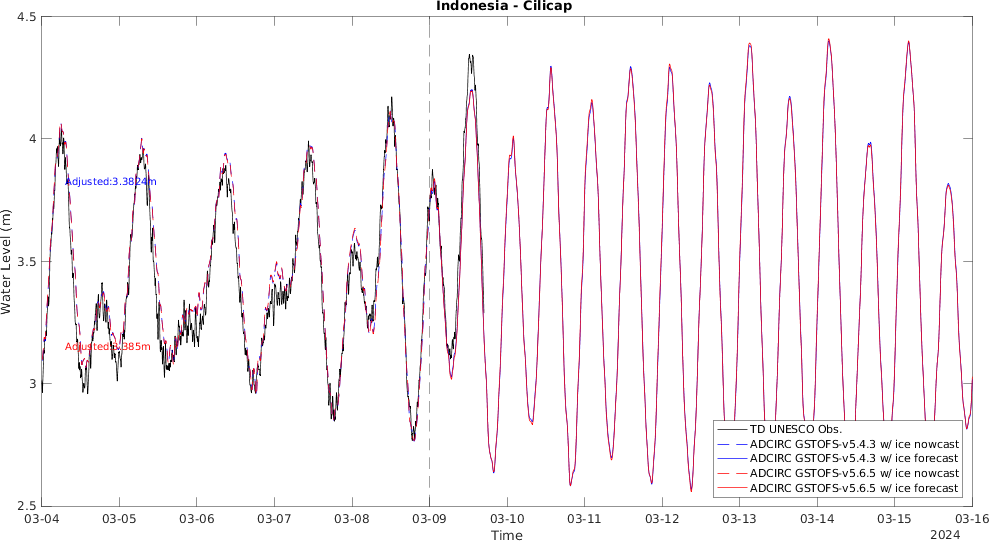 Indonesia - Cilicap
4.5
4
3.5
3
2.5
Water Level (m)
Adjusted:3.3824m
Adjusted:3.385m
TD UNESCO Obs.
ADCIRC GSTOFS-v5.4.3 w/ ice nowcast
ADCIRC GSTOFS-v5.4.3 w/ ice forecast
ADCIRC GSTOFS-v5.6.5 w/ ice nowcast
ADCIRC GSTOFS-v5.6.5 w/ ice forecast
03-04 03-05 03-06 03-07 03-08 03-09 03-10 03-11 03-12 03-13 03-14 03-15 03-16
Time
2024